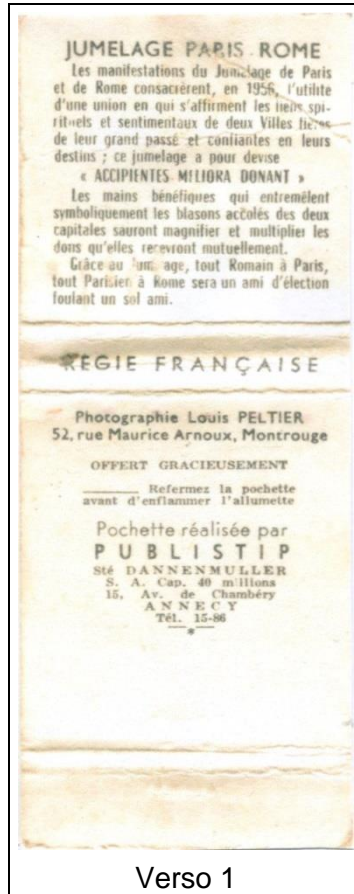 JUMELAGE PARIS ROME
Les manifestations du Jumelage de Paris
et de Rome consacrèrent, en 1956, l'utilite
d'une union en qui s'affirment les liens spi-
rituels et sentimentaux de deux Villes fières
de leur grand passé et confiantes en leurs
destins ; ce jumelage a pour devise
« ACCIPIENTES MELIORA DONANT »
Les mains bénéfiques qui entremêlent
symboliquement les blasons accolés des deux
capitales sauront magnifier et multiplier les
dons qu'elles recevront mutuellement.
Grâce au Jumelage, tout Romain à Paris,
tout Parisien à Rome sera un ami d'élection
foulant un sol ami.
RÉGIE FRANÇAISE
Photographie Louis PELTIER
52, rue Maurice Arnoux, Montrouge
OFFERT GRACIEUSEMENT
Refermez la pochette
avant d'enflammer l'allumette
Pochette réalisée par
PUBLISTIP
Sté DANNENMULLER
S. A. Cap. 40 millions
15, Av. de Chambéry
ANNECY
Tél. 15-86
Verso 1